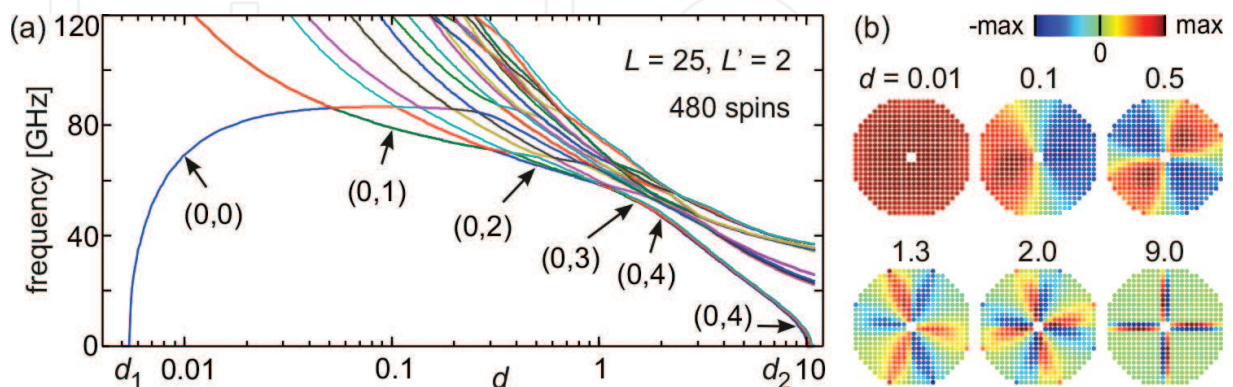 (a)
frequency [GHz]
120
80
40
0
L = 25, L' = 2
480 spins
(0,0)
(0,1)
(0,2)
(0,3)
(0,4)
(0,4)
d1 0.01 0.1 d 1 d2 10
(b)
-max 0 max
d = 0.01 0.1 0.5
1.3 2.0 9.0